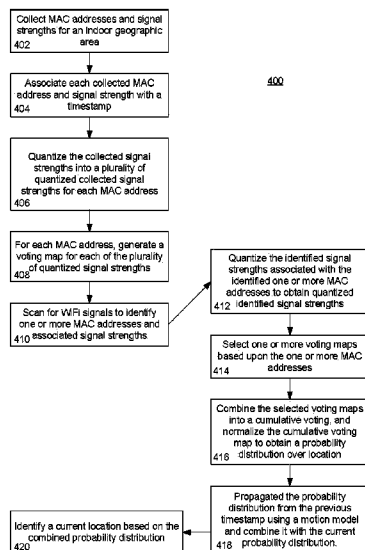 Collect MAC addresses and signal
strengths for an indoor geographic
area
402
400
Associate each collected MAC
address and signal strength with a
timestamp
404
Quantize the collected signal
strengths into a plurality of
quantized collected signal
strengths for each MAC address
406
For each MAC address, generate a
voting map for each of the plurality
of quantized signal strengths
408
Scan for WiFi signals to identify
one or more MAC addresses and
associated signal strengths
410
Quantize the identified signal
strengths associated with the
identified one or more MAC
addresses to obtain quantized
identified signal strengths
412
Select one or more voting maps
based upon the one or more MAC
addresses
414
Combine the selected voting maps
into a cumulative voting, and
normalize the cumulative voting
map to obtain a probability
distribution over location
416
Propagated the probability
distribution from the previous
timestamp using a motion model
and combine it with the current
probability distribution.
418
Identify a current location based on the
combined probability distribution
420